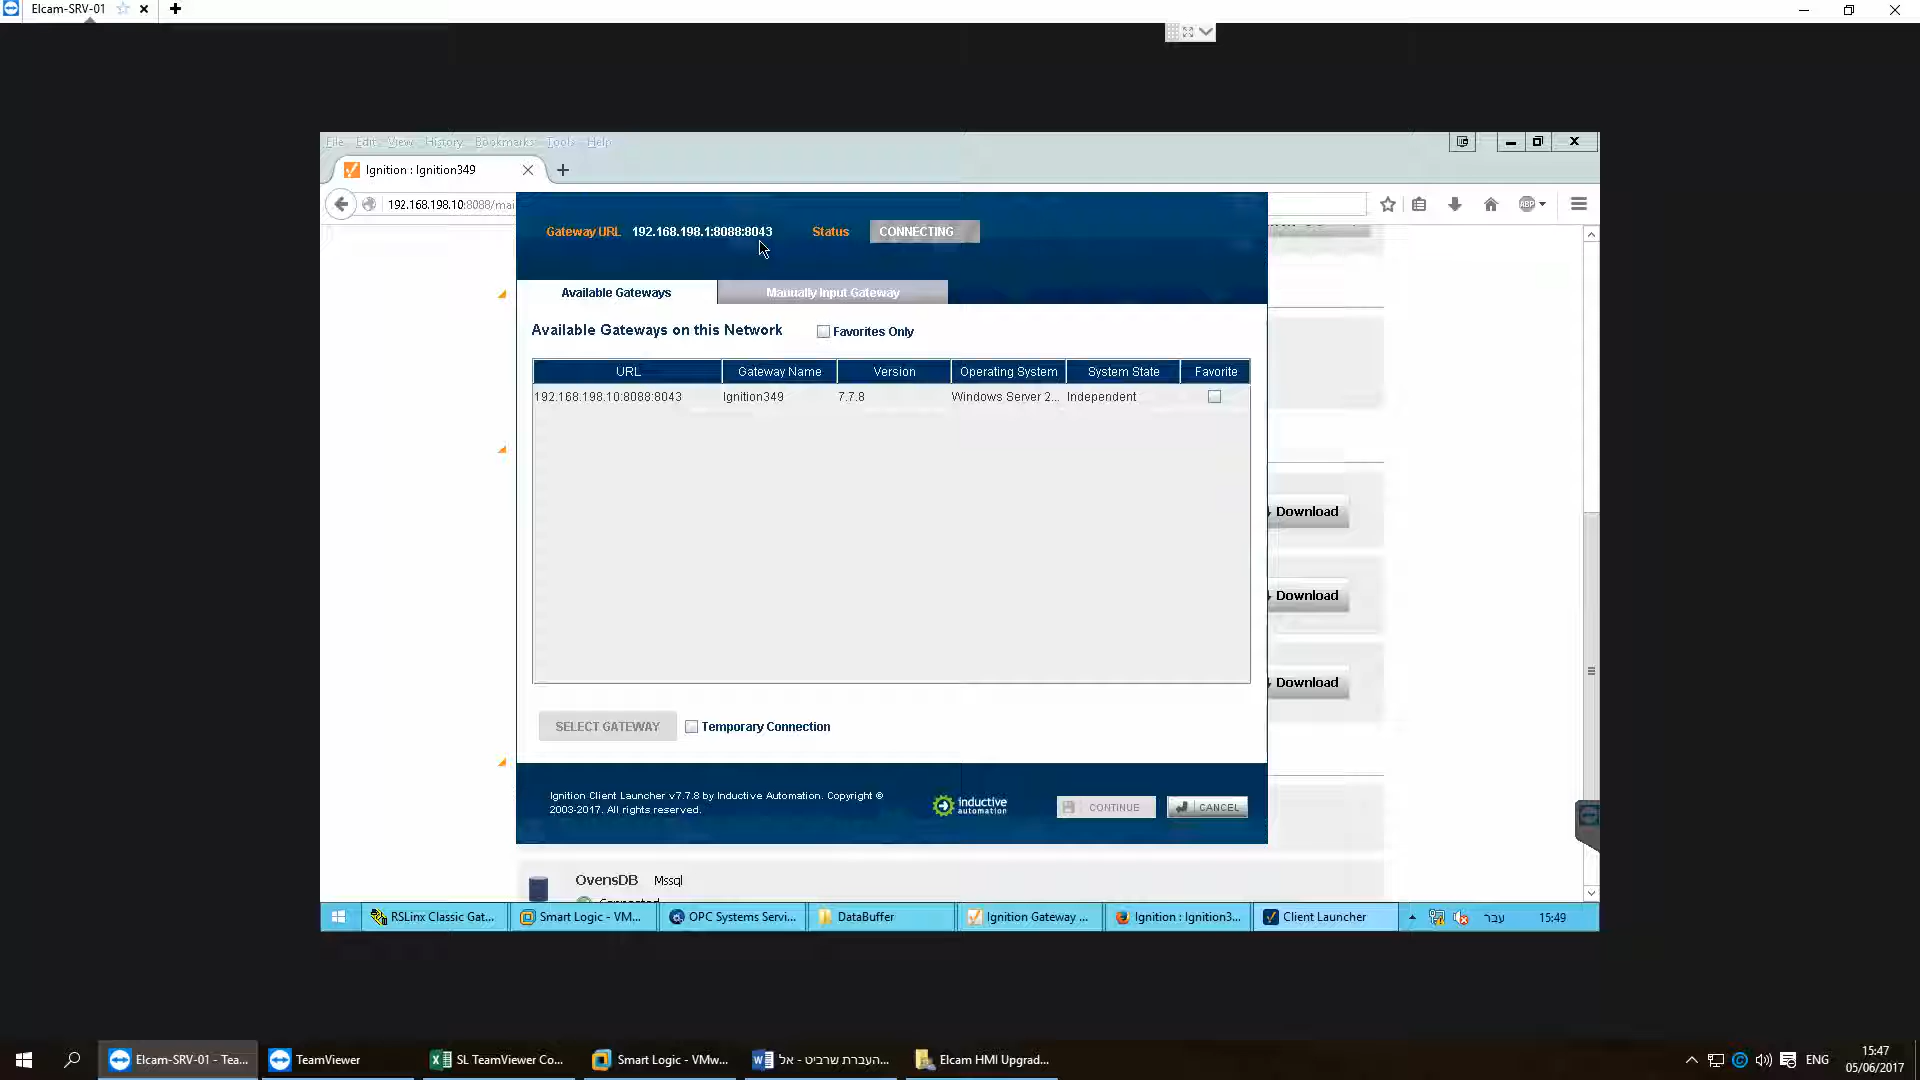 Elcam-SRV-01
File Edit View History Bookmarks Tools Help
Ignition : Ignition349
192.168.198.10:8088/mai
Gateway URL 192.168.198.1:8088:8043 Status CONNECTING
Available Gateways Manually Input Gateway
Available Gateways on this Network Favorites Only
URL Gateway Name Version Operating System System State Favorite
192.168.198.10:8088:8043 Ignition349 7.7.8 Windows Server 2... Independent
Download
Download
Download
SELECT GATEWAY Temporary Connection
Ignition Client Launcher v7.7.8 by Inductive Automation. Copyright ©
2003-2017. All rights reserved.
inductive
automation
CONTINUE CANCEL
OvensDB Mssql
Connected
RSLinx Classic Gat... Smart Logic - VM... OPC Systems Servi... DataBuffer Ignition Gateway ... Ignition : Ignition3... Client Launcher עבר 15:49
Elcam-SRV-01 - Tea... TeamViewer SL TeamViewer Co... Smart Logic - VMw... העברת שרביט - אל... Elcam HMI Upgrad... ENG 15:47
05/06/2017